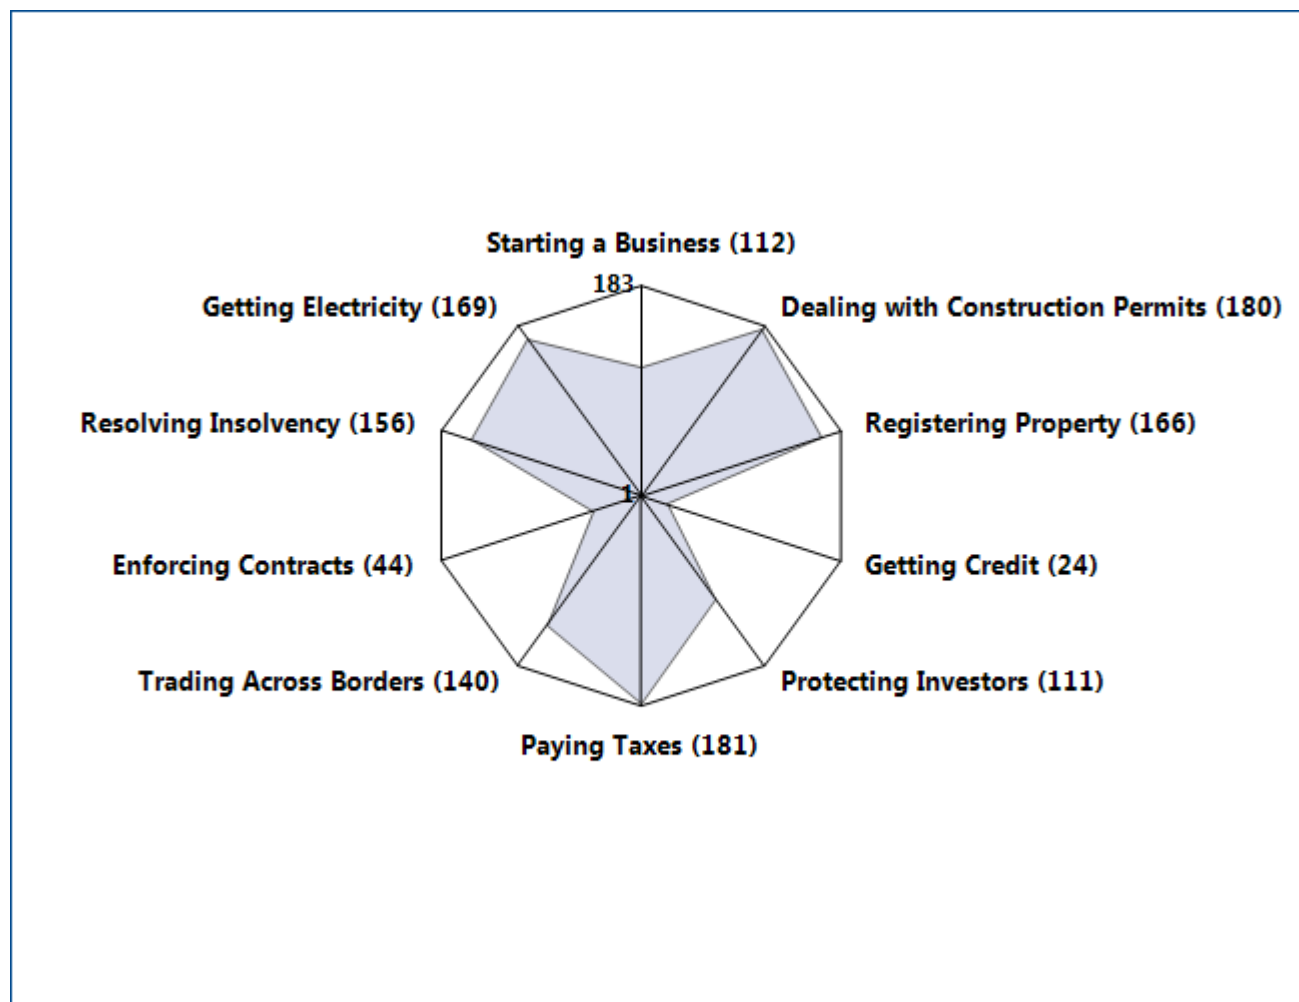 Starting a Business (112)
183
Getting Electricity (169)
Dealing with Construction Permits (180)
Resolving Insolvency (156)
Registering Property (166)
1
Enforcing Contracts (44)
Getting Credit (24)
Trading Across Borders (140)
Protecting Investors (111)
Paying Taxes (181)